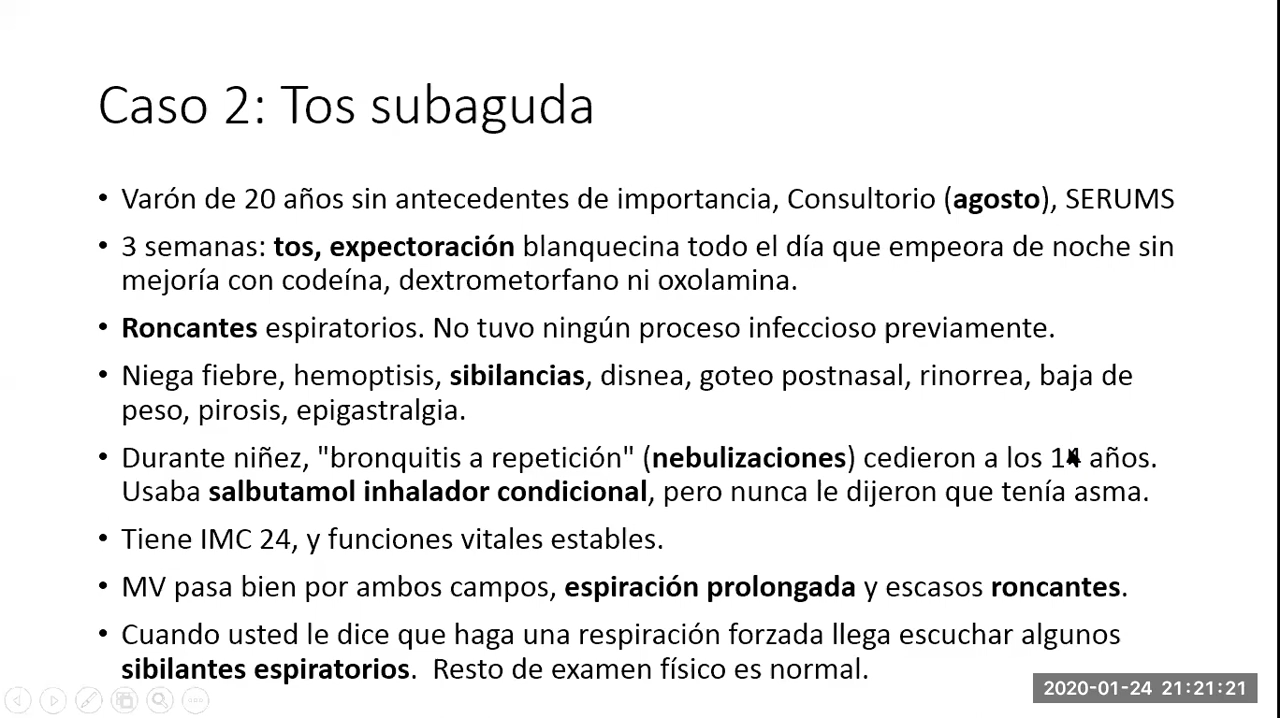 Caso 2: Tos subaguda
• Varón de 20 años sin antecedentes de importancia, Consultorio (agosto), SERUMS
• 3 semanas: tos, expectoración blanquecina todo el día que empeora de noche sin
mejoría con codeína, dextrometorfano ni oxolamina.
• Roncantes espiratorios. No tuvo ningún proceso infeccioso previamente.
• Niega fiebre, hemoptisis, sibilancias, disnea, goteo postnasal, rinorrea, baja de
peso, pirosis, epigastralgia.
• Durante niñez, "bronquitis a repetición" (nebulizaciones) cedieron a los años.
Usaba salbutamol inhalador condicional, pero nunca le dijeron que tenía asma.
• Tiene IMC 24, y funciones vitales estables.
• MV pasa bien por ambos campos, espiración prolongada y escasos roncantes.
• Cuando usted le dice que haga una respiración forzada llega escuchar algunos
sibilantes espiratorios. Resto de examen físico es normal.
2020-01-24 21:21:21